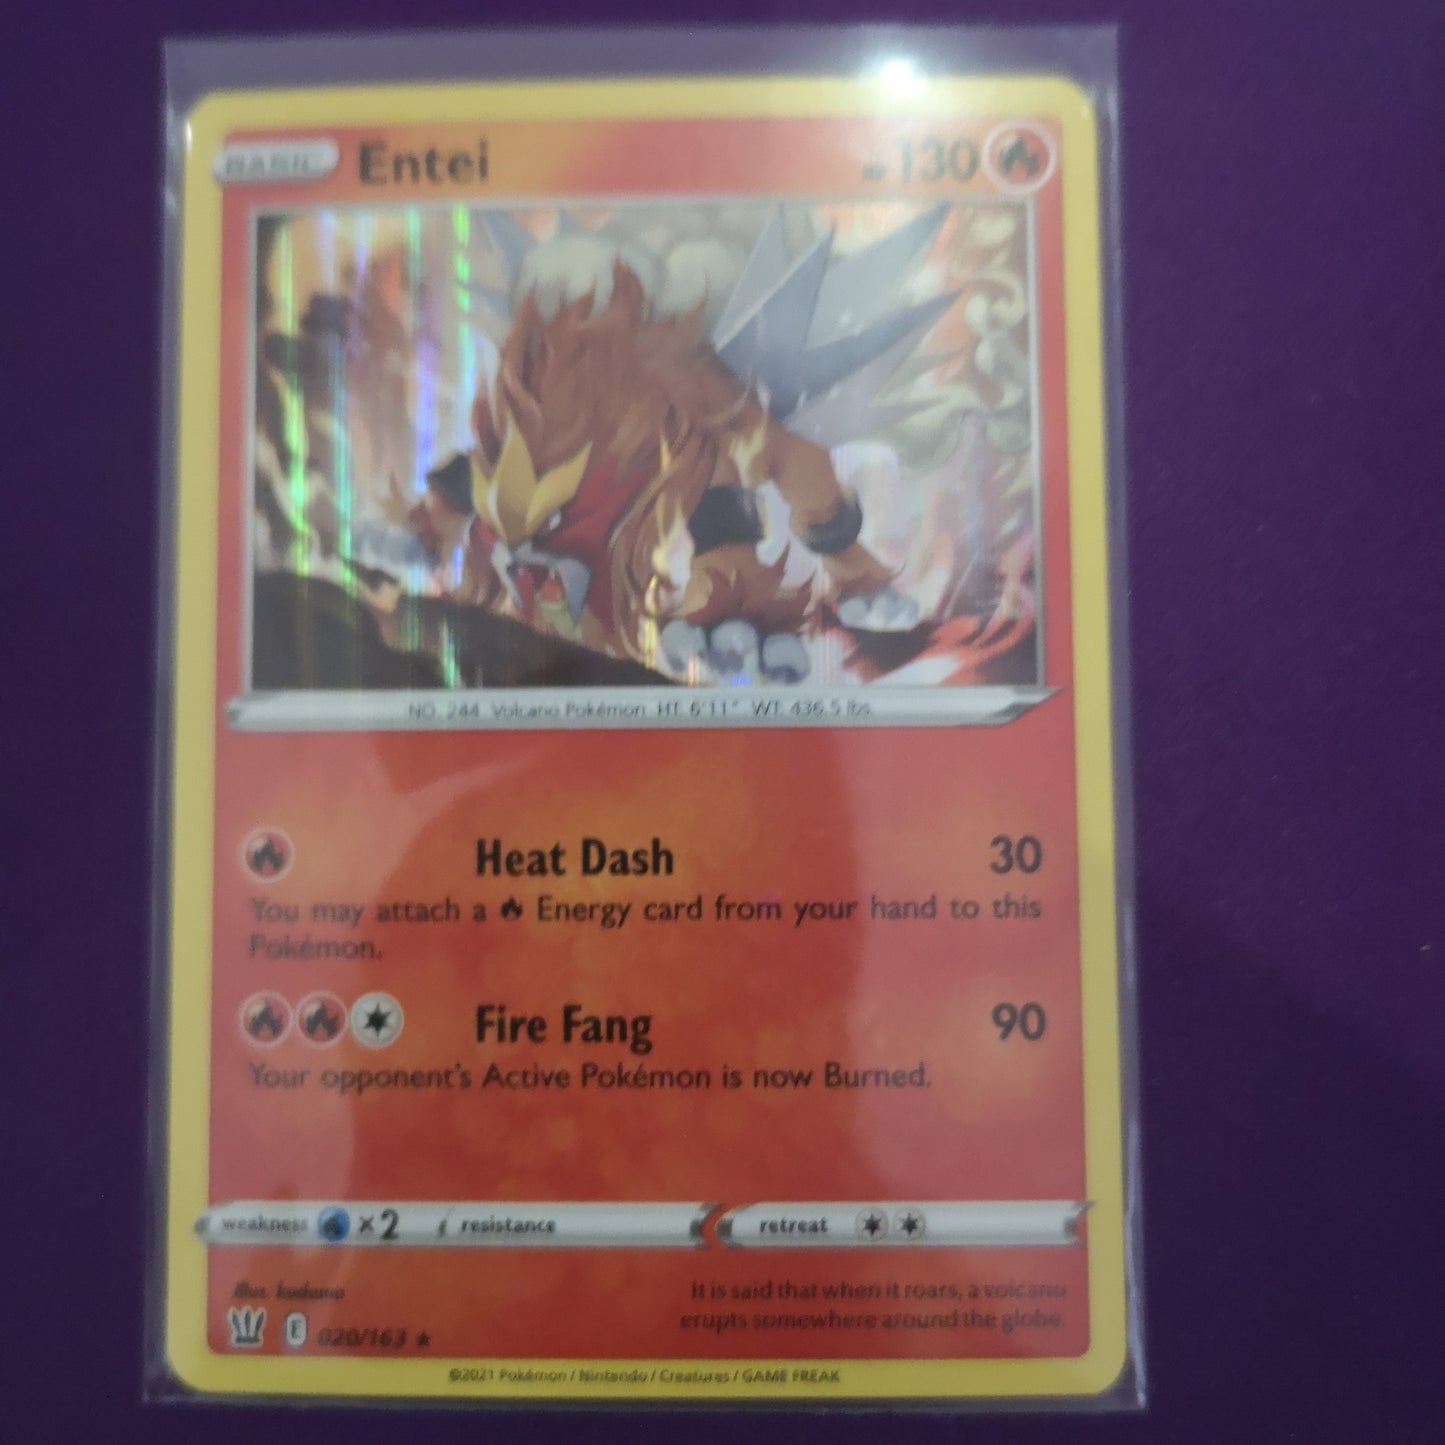 BASIC Entei HP 130
NO. 244 Volcano Pokémon HT: 6'11" WT: 436.5 lbs.
Heat Dash 30
You may attach a Energy card from your hand to this
Pokémon.
Fire Fang 90
Your opponent's Active Pokémon is now Burned.
weakness ×2 resistance retreat
Illus. kodama
It is said that when it roars, a volcano
erupts somewhere around the globe.
E 020/163 ★
©2021 Pokémon / Nintendo / Creatures / GAME FREAK